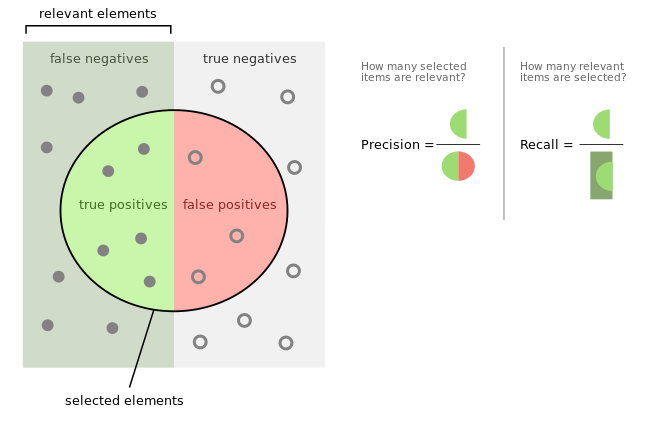 relevant elements
false negatives
true negatives
true positives
false positives
selected elements
How many selected
items are relevant?
Precision =
How many relevant
items are selected?
Recall =